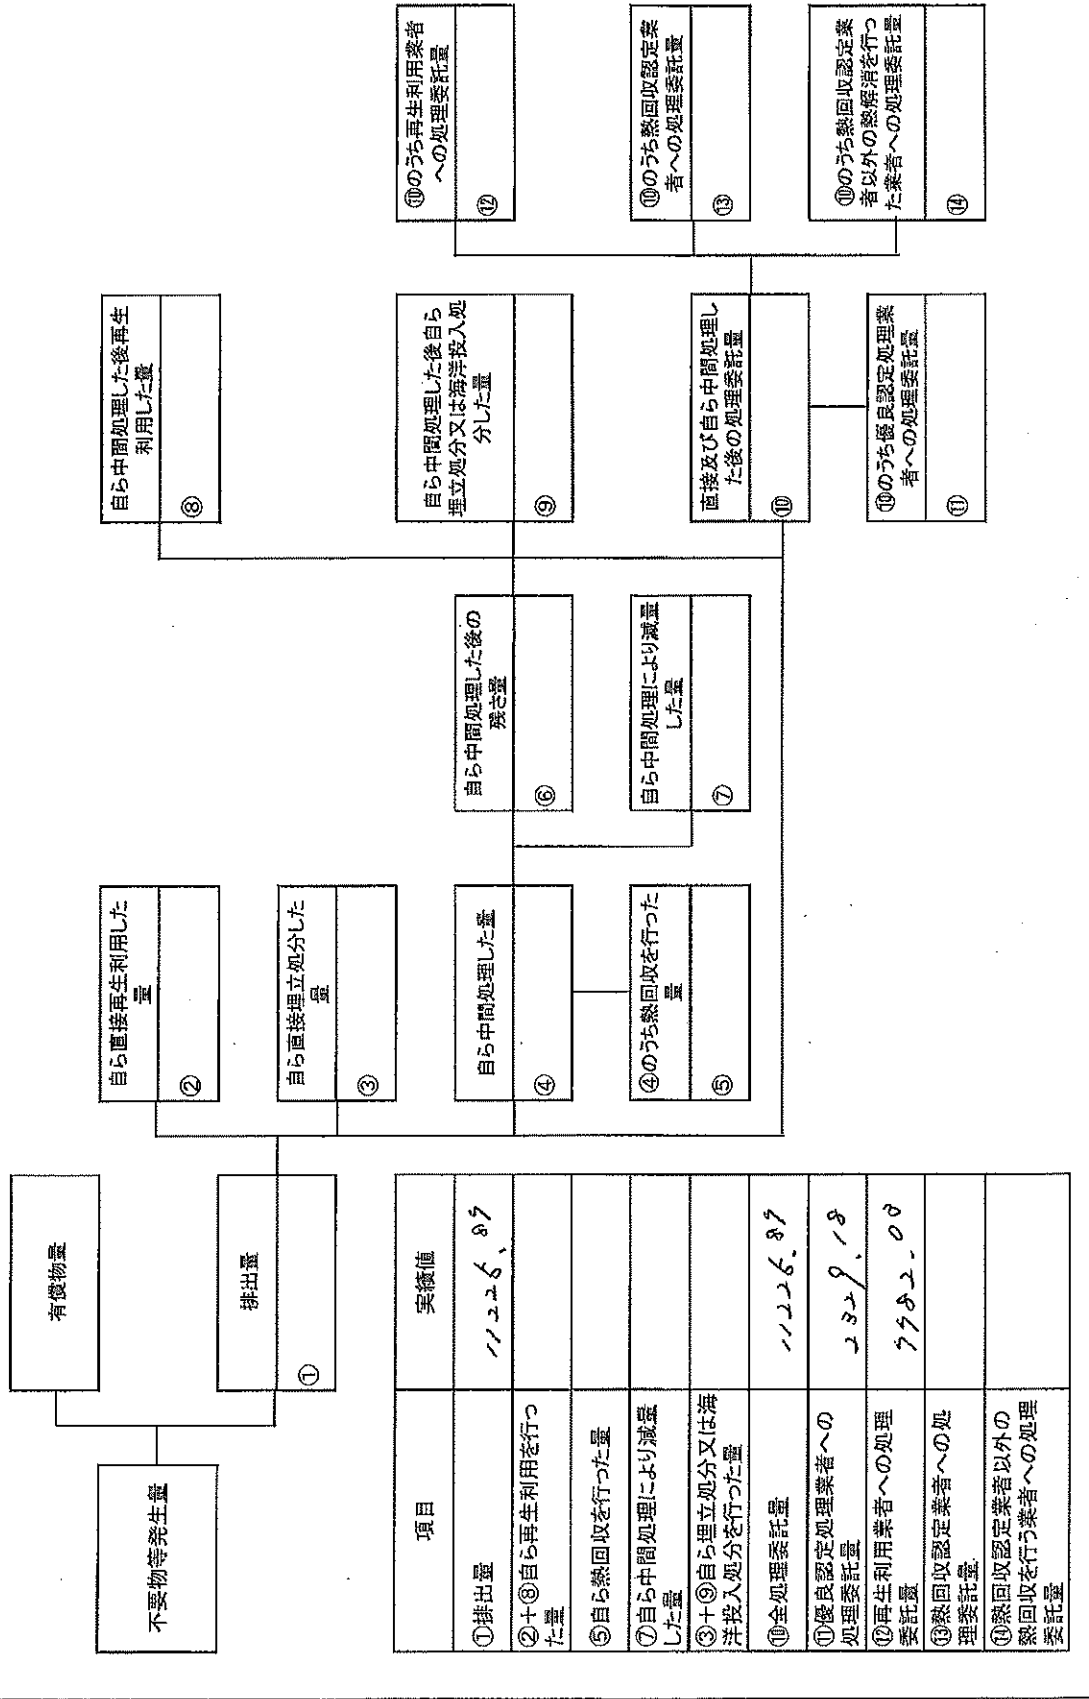 不要物等発生量
有償物量
排出量
①
自ら直接再生利用した
量
②
自ら直接埋立処分した
量
③
自ら中間処理した量
④
④のうち熱回収を行った
量
⑤
自ら中間処理した後の
残さ量
⑥
自ら中間処理により減量
した量
⑦
自ら中間処理した後再生
利用した量
⑧
自ら中間処理した後自ら
埋立処分又は海洋投入処
分した量
⑨
直接及び自ら中間処理し
た後の処理委託量
⑩
⑩のうち優良認定処理業
者への処理委託量
⑪
⑩のうち再生利用業者
への処理委託量
⑫
⑩のうち熱回収認定業
者への処理委託量
⑬
⑩のうち熱回収認定業
者以外の熱解消を行っ
た業者への処理委託量
⑭
項目
実績値
①排出量
11226.89
②+⑧自ら再生利用を行っ
た量
⑤自ら熱回収を行った量
⑦自ら中間処理により減量
した量
③+⑨自ら埋立処分又は海
洋投入処分を行った量
⑩全処理委託量
11226.89
⑪優良認定処理業者への
処理委託量
2329.18
⑫再生利用業者への処理
委託量
⑬熱回収認定業者への処
理委託量
⑭熱回収認定業者以外の
熱回収を行う業者への処理
委託量